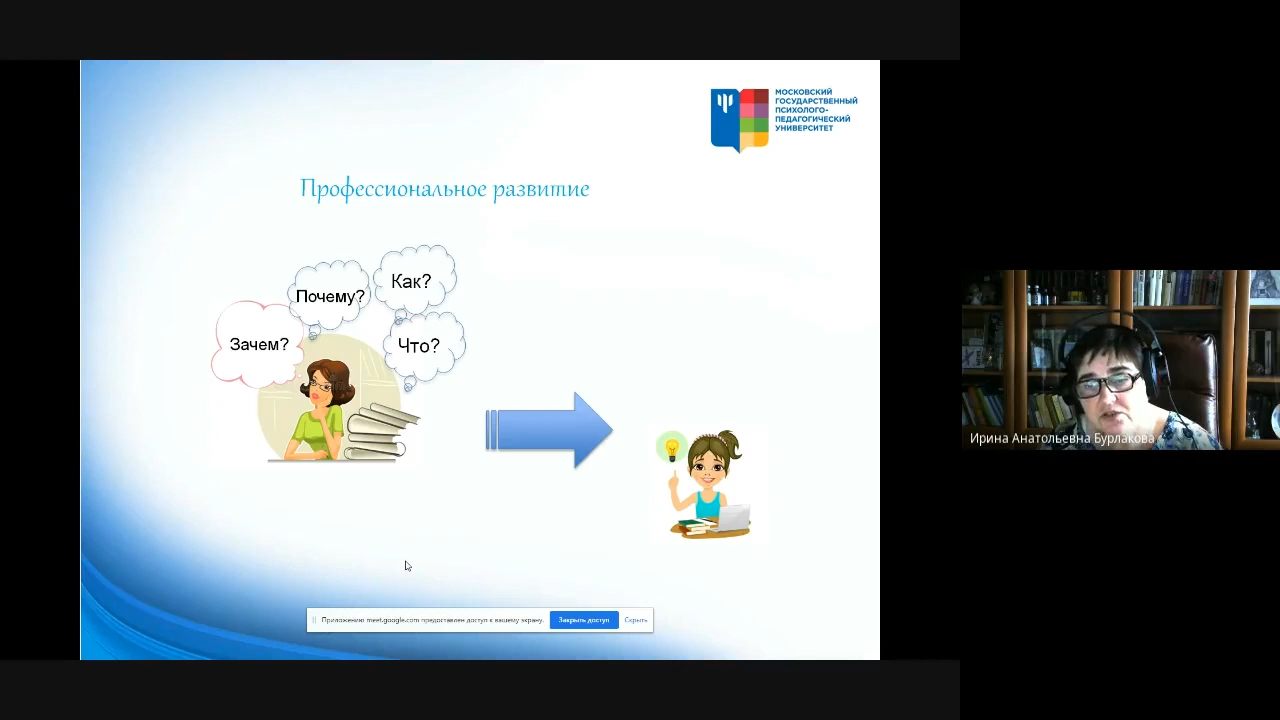 МОСКОВСКИЙ
ГОСУДАРСТВЕННЫЙ
ПСИХОЛОГО-
ПЕДАГОГИЧЕСКИЙ
УНИВЕРСИТЕТ
Профессиональное развитие
Как?
Почему?
Зачем?
Что?
Ирина Анатольевна Бурлакова
Приложению meet.google.com предоставлен доступ к вашему экрану.
Закрыть доступ
Скрыть